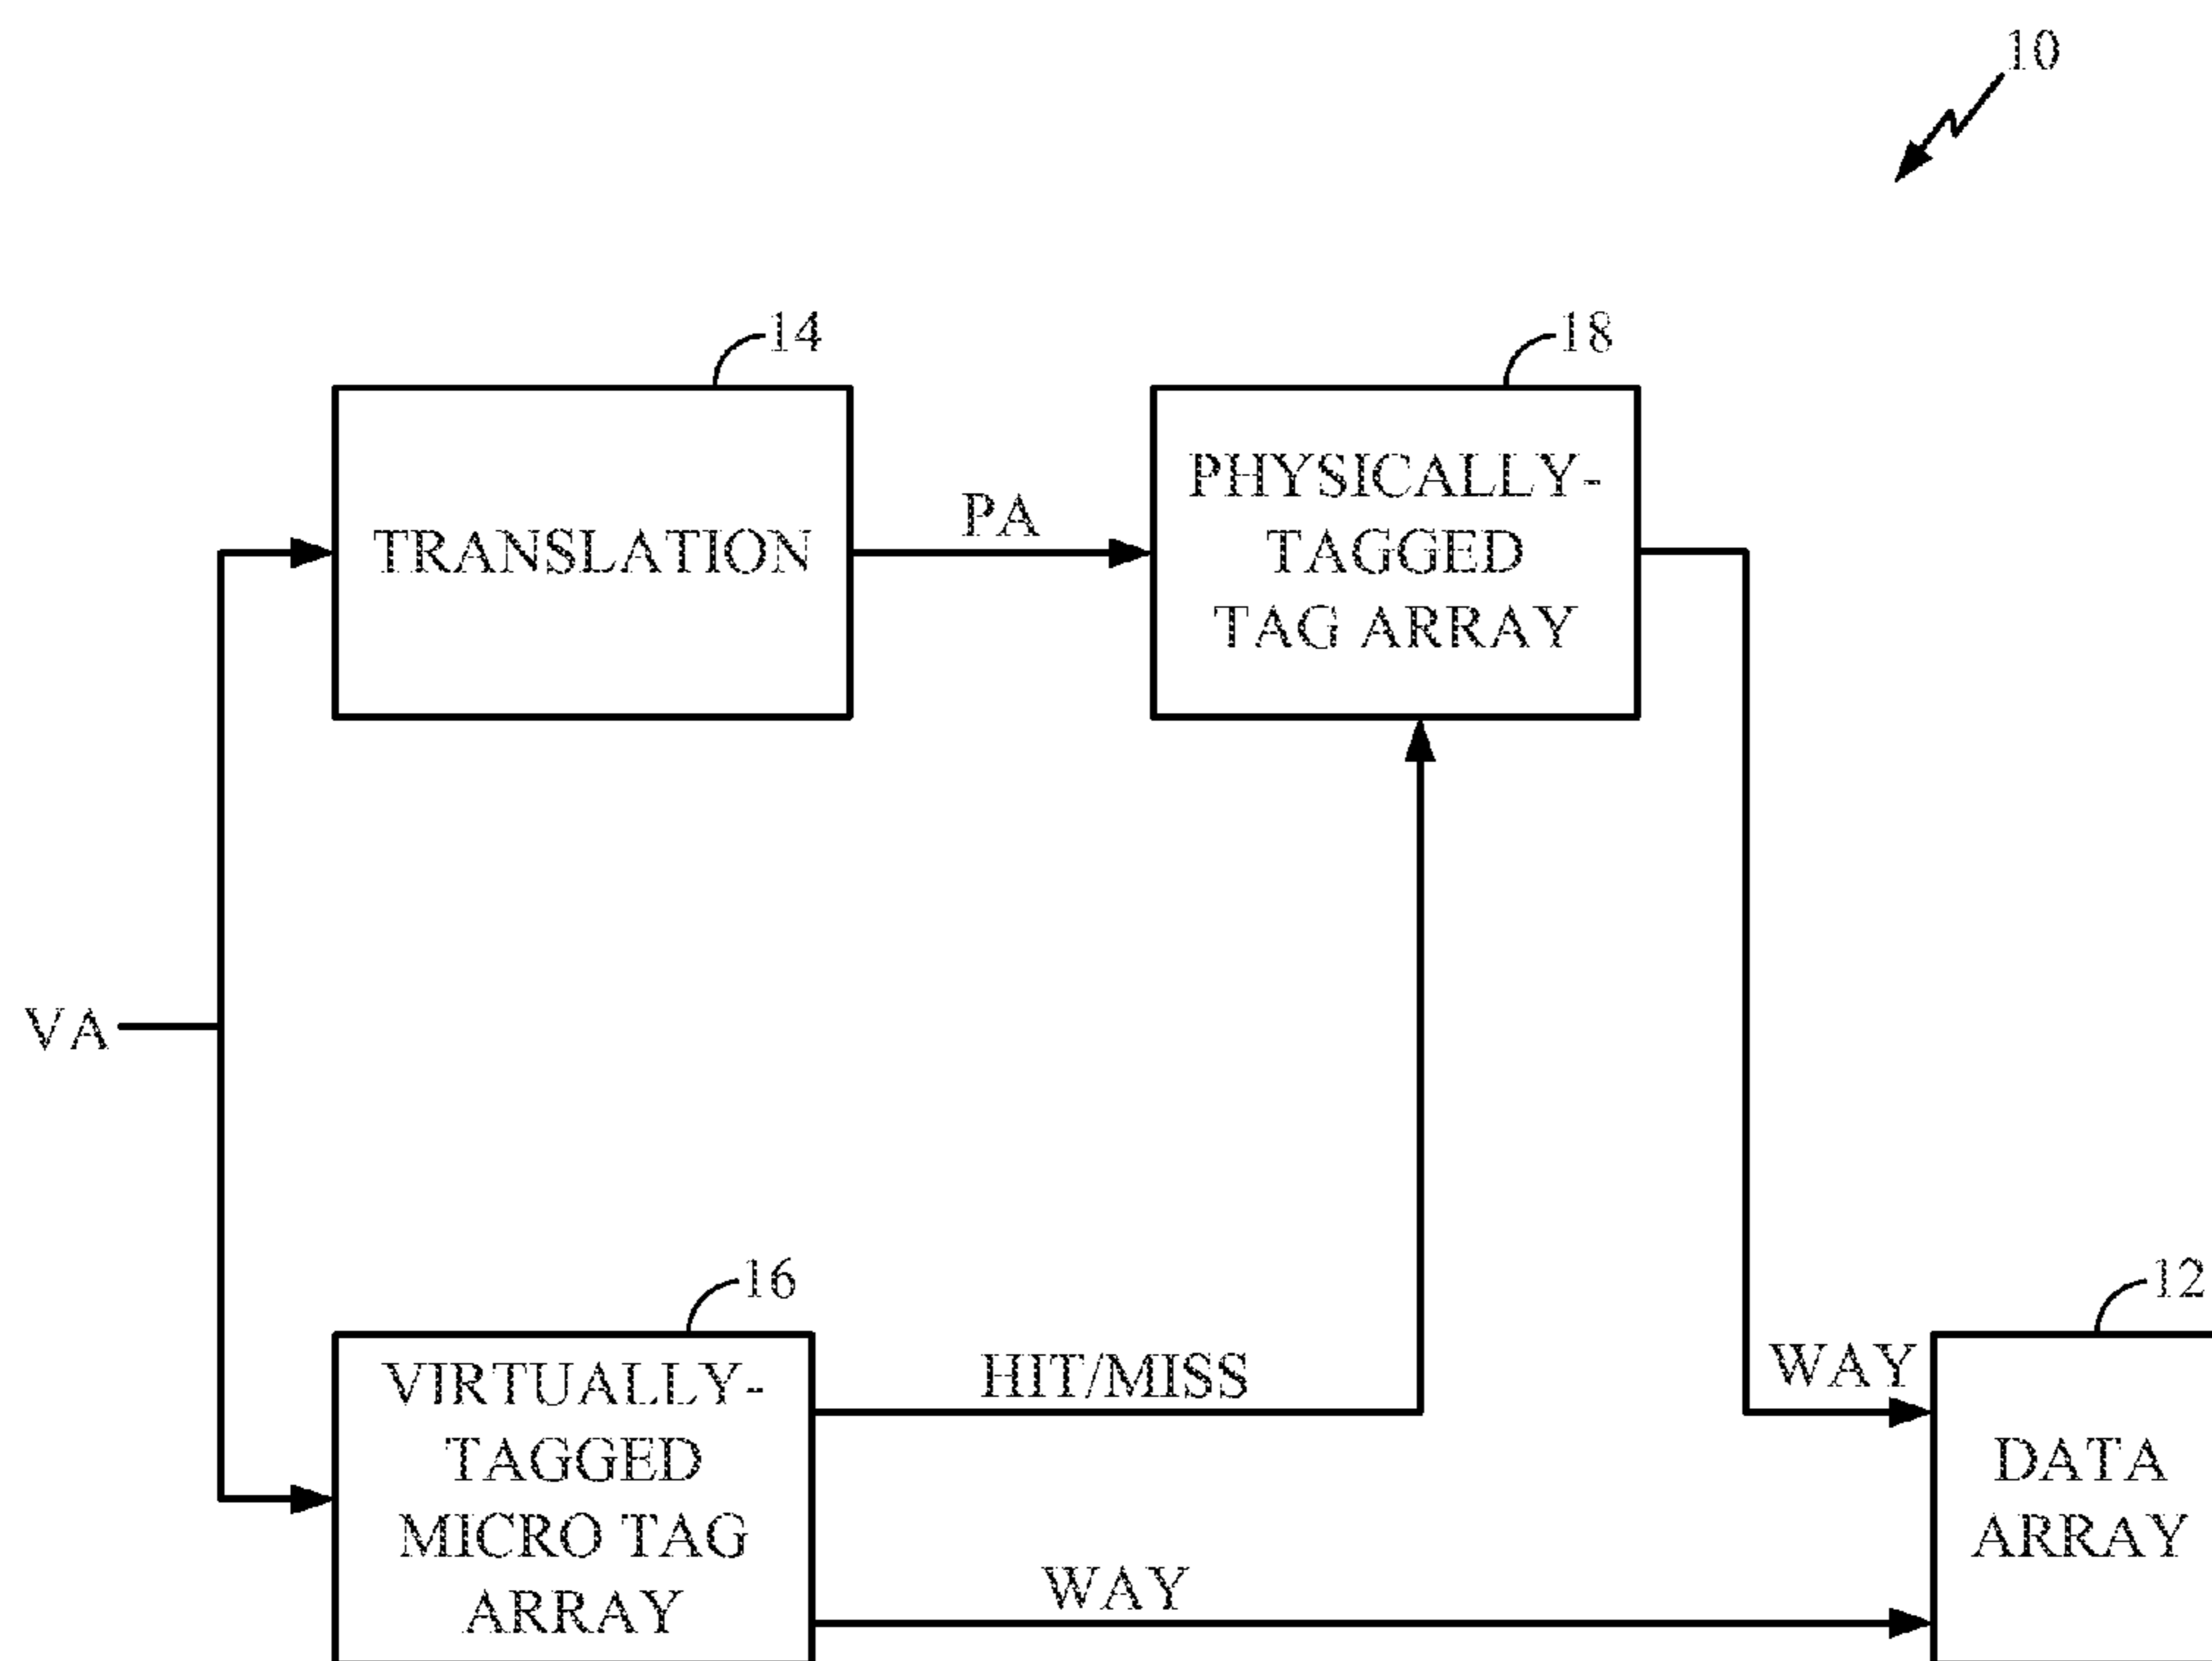 10
14
18
TRANSLATION
PA
PHYSICALLY-
TAGGED
TAG ARRAY
VA
16
12
VIRTUALLY-
TAGGED
MICRO TAG
ARRAY
HIT/MISS
WAY
WAY
DATA
ARRAY